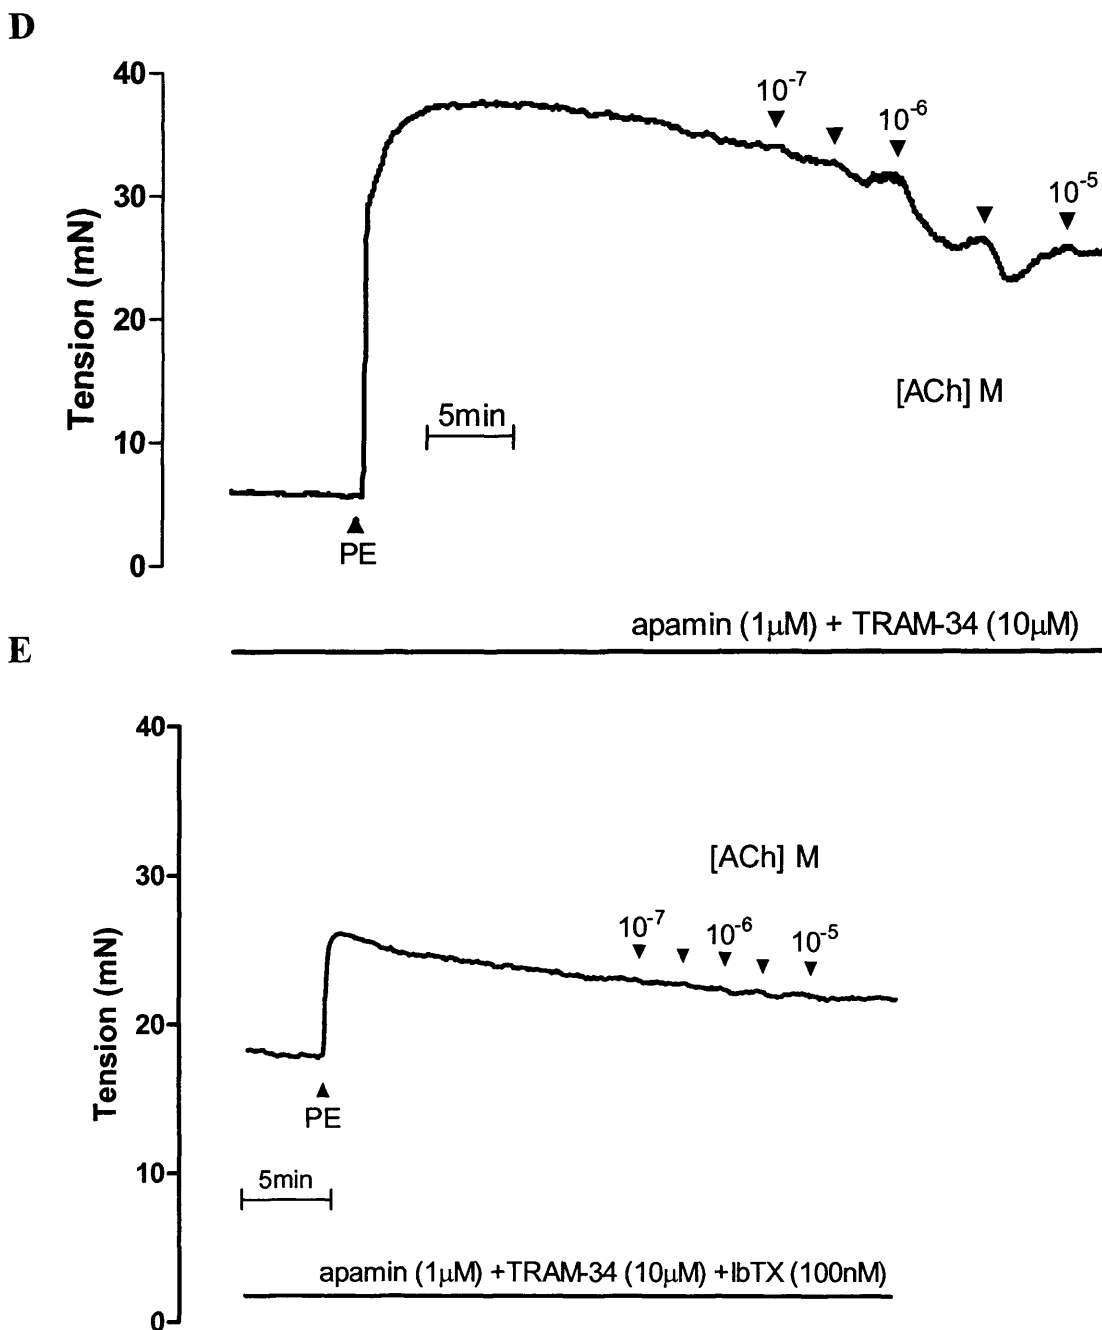 D
40
30
20
10
0
Tension (mN)
10-7
10-6
10-5
[ACh] M
5min
PE
apamin (1µM) + TRAM-34 (10µM)
E
40
30
20
10
0
Tension (mN)
[ACh] M
10-7
10-6
10-5
PE
5min
apamin (1µM) +TRAM-34 (10µM) +IbTX (100nM)